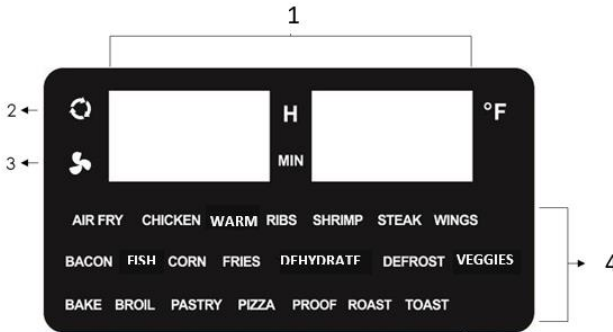 1
2 H °F
3 MIN
AIR FRY CHICKEN WARM RIBS SHRIMP STEAK WINGS
BACON FISH CORN FRIES DEHYDRATE DEFROST VEGGIES 4
BAKE BROIL PASTRY PIZZA PROOF ROAST TOAST